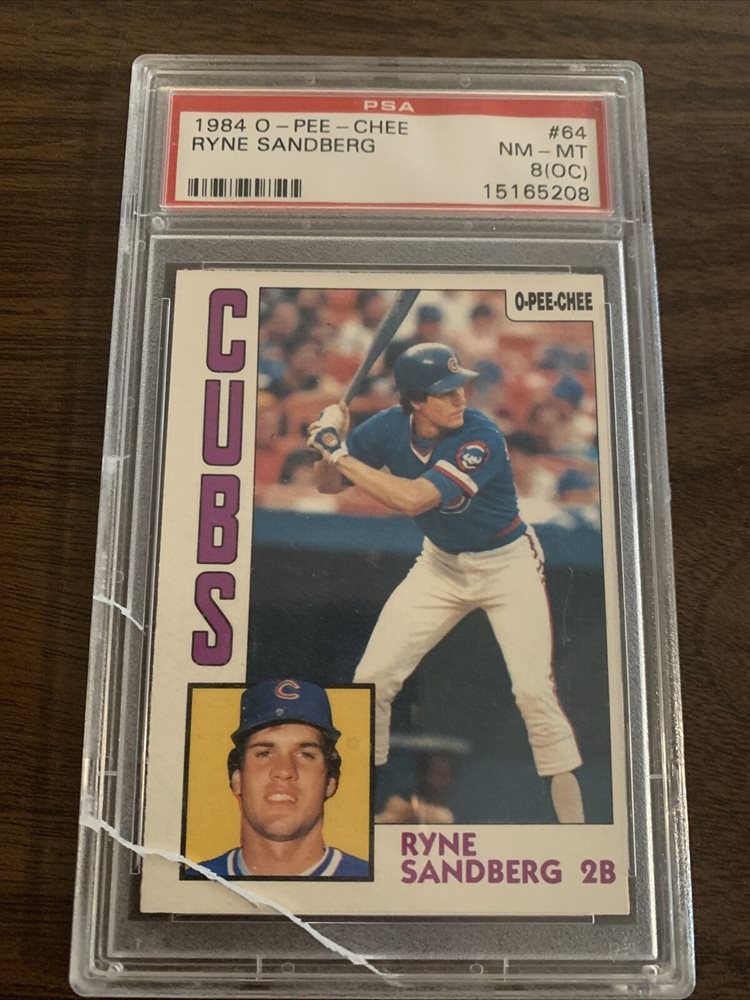 PSA
1984 O-PEE-CHEE #64
RYNE SANDBERG NM-MT
8(OC)
15165208
CUBS
O-PEE-CHEE
C
C
RYNE
SANDBERG 2B